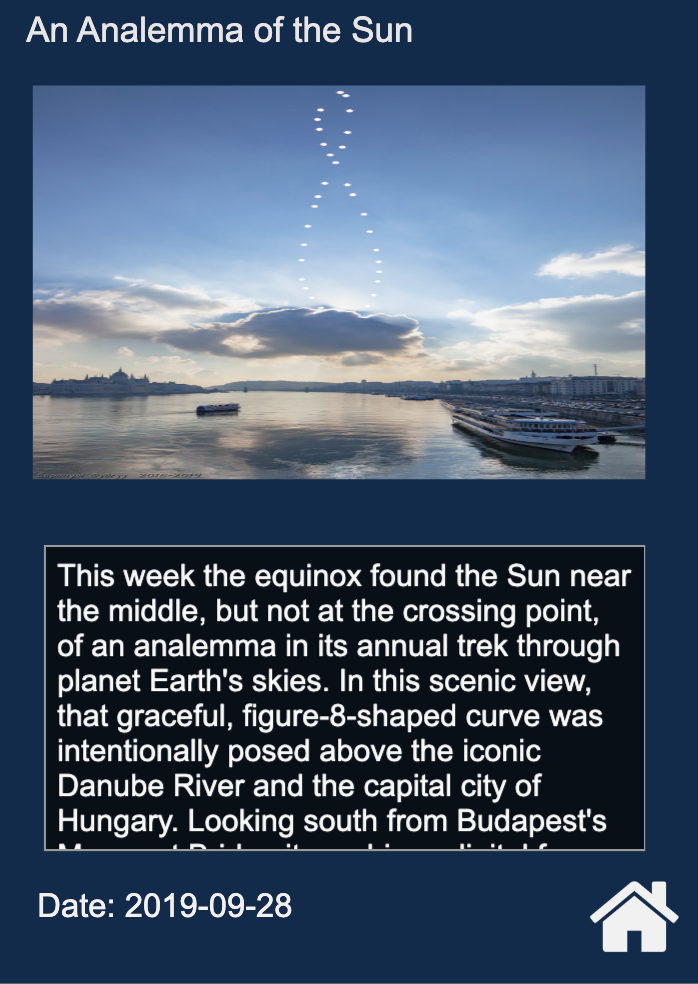 An Analemma of the Sun
2018-2019
This week the equinox found the Sun near
the middle, but not at the crossing point,
of an analemma in its annual trek through
planet Earth's skies. In this scenic view,
that graceful, figure-8-shaped curve was
intentionally posed above the iconic
Danube River and the capital city of
Hungary. Looking south from Budapest's
Date: 2019-09-28